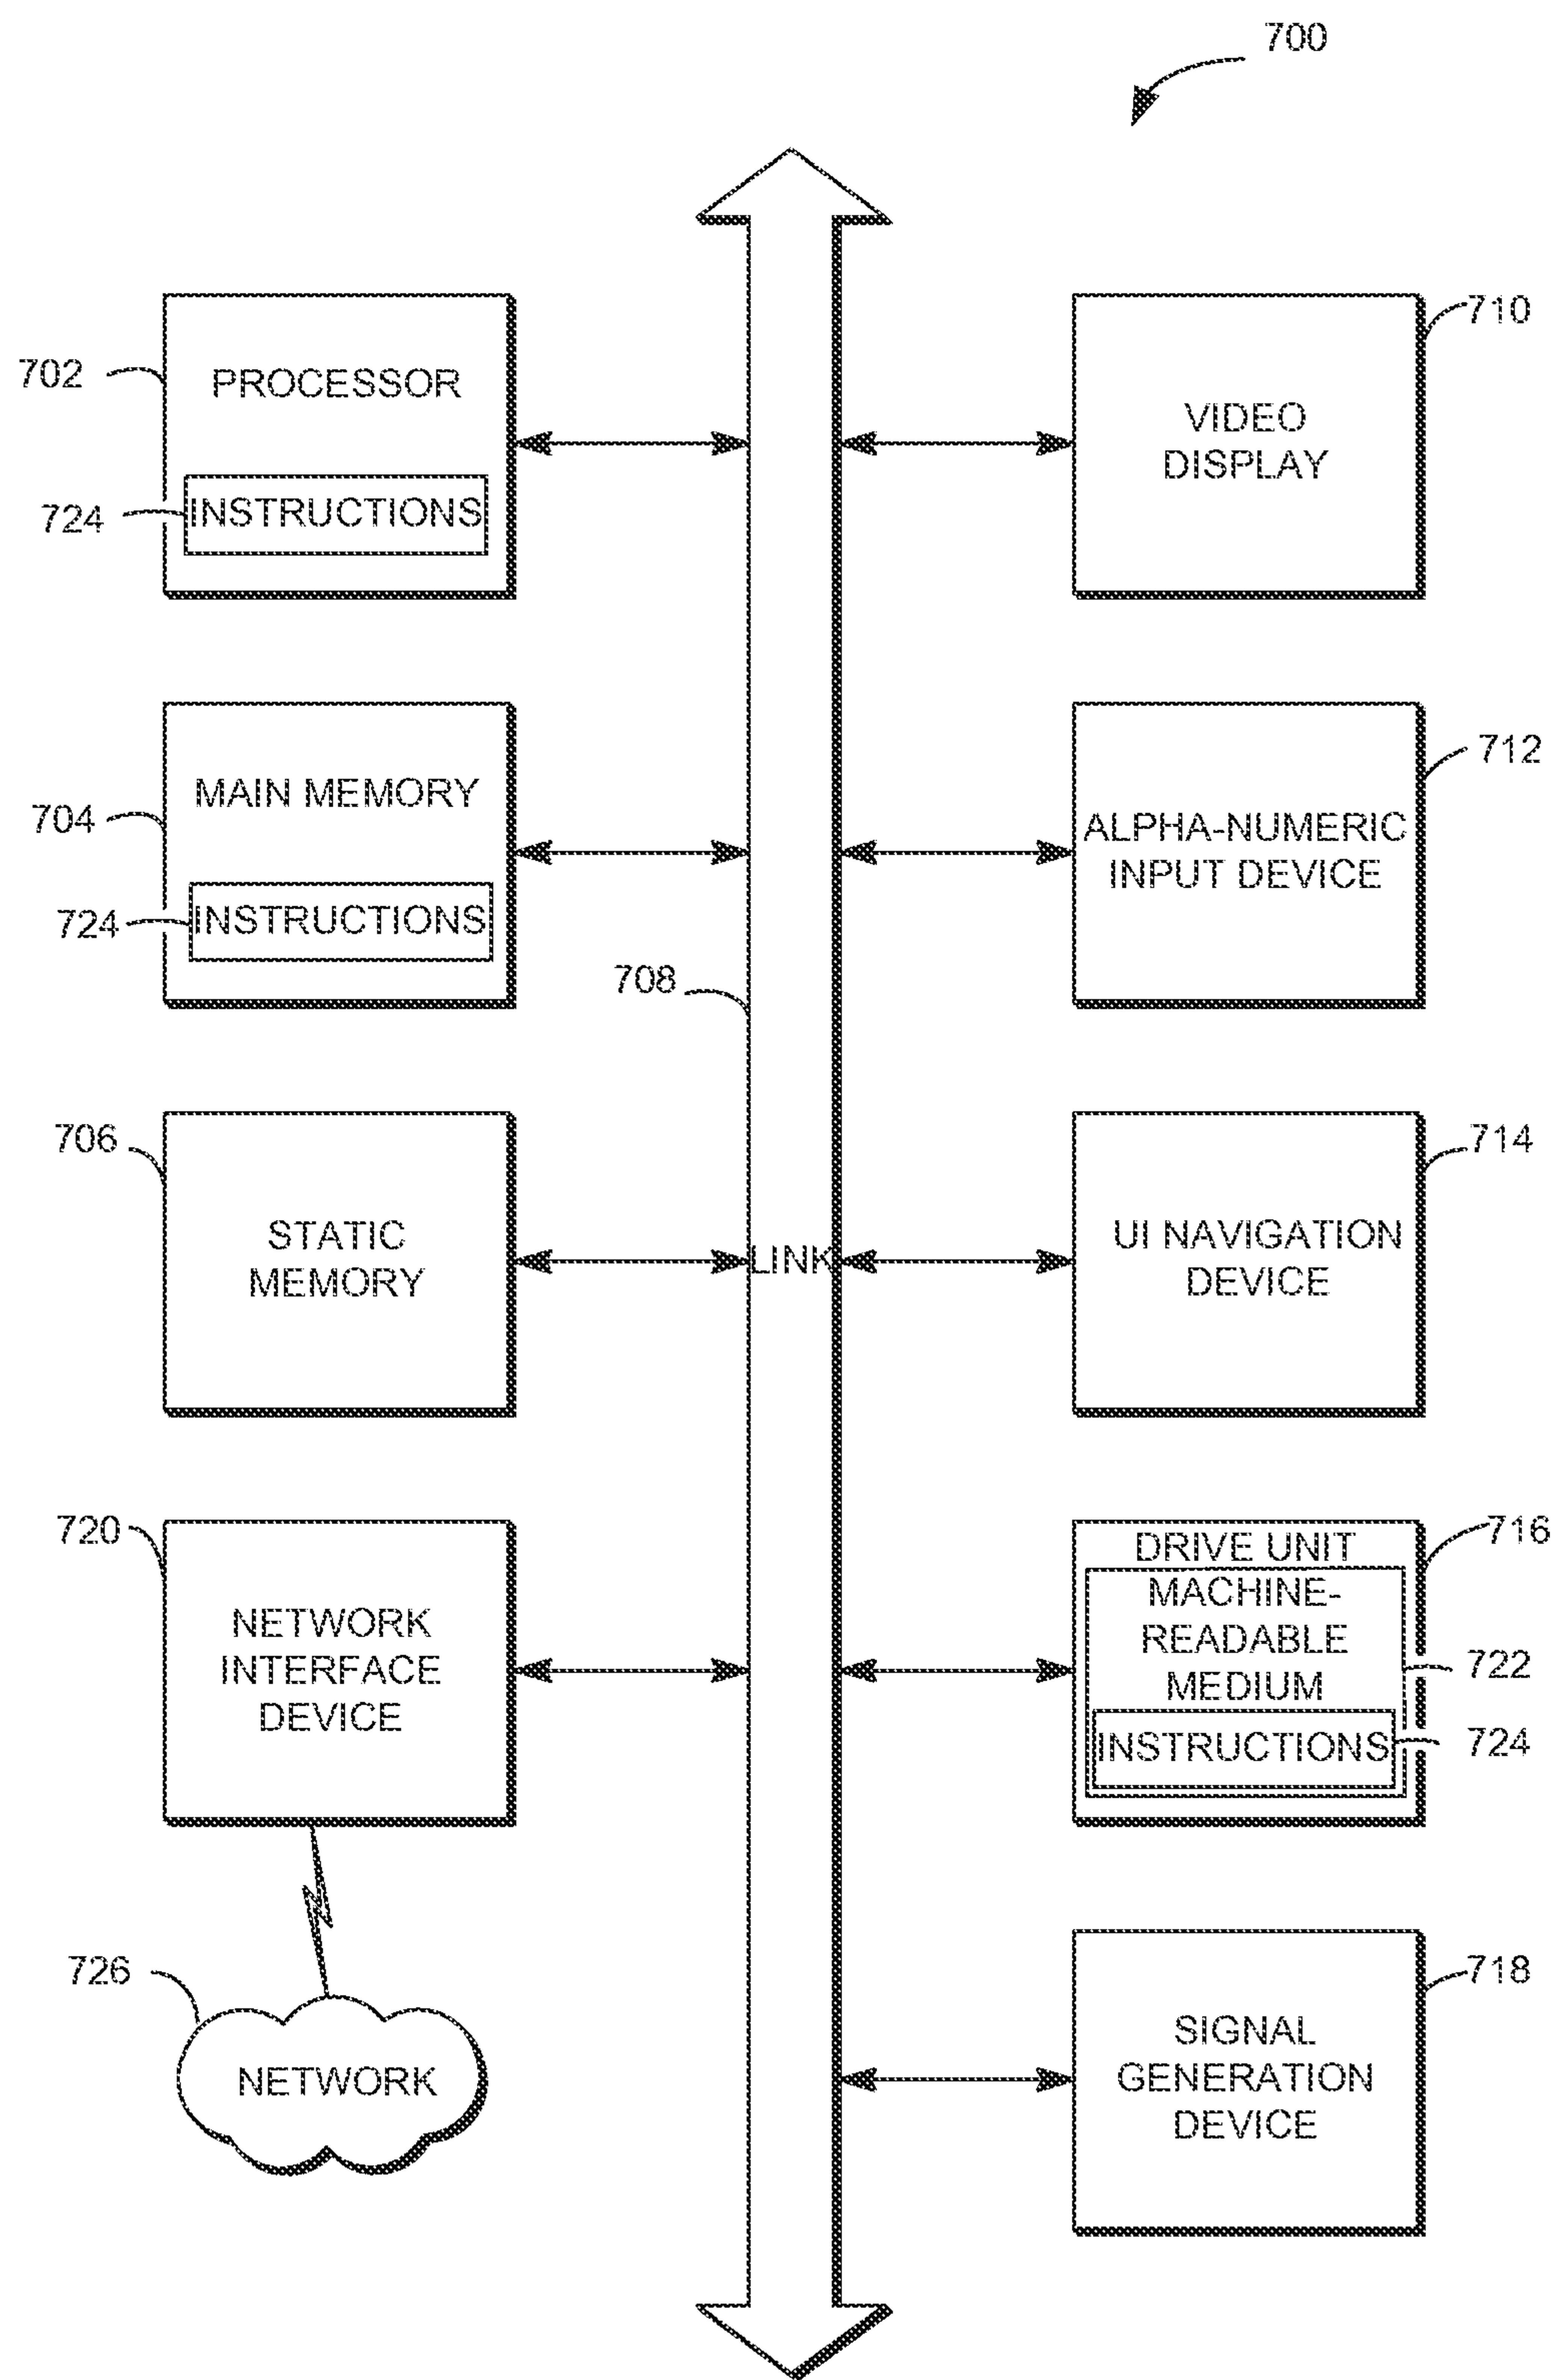 700
702
PROCESSOR
724
INSTRUCTIONS
710
VIDEO
DISPLAY
704
MAIN MEMORY
724
INSTRUCTIONS
712
ALPHA-NUMERIC
INPUT DEVICE
708
LINK
706
STATIC
MEMORY
714
UI NAVIGATION
DEVICE
720
NETWORK
INTERFACE
DEVICE
716
DRIVE UNIT
MACHINE-
READABLE
MEDIUM
722
INSTRUCTIONS
724
726
NETWORK
718
SIGNAL
GENERATION
DEVICE